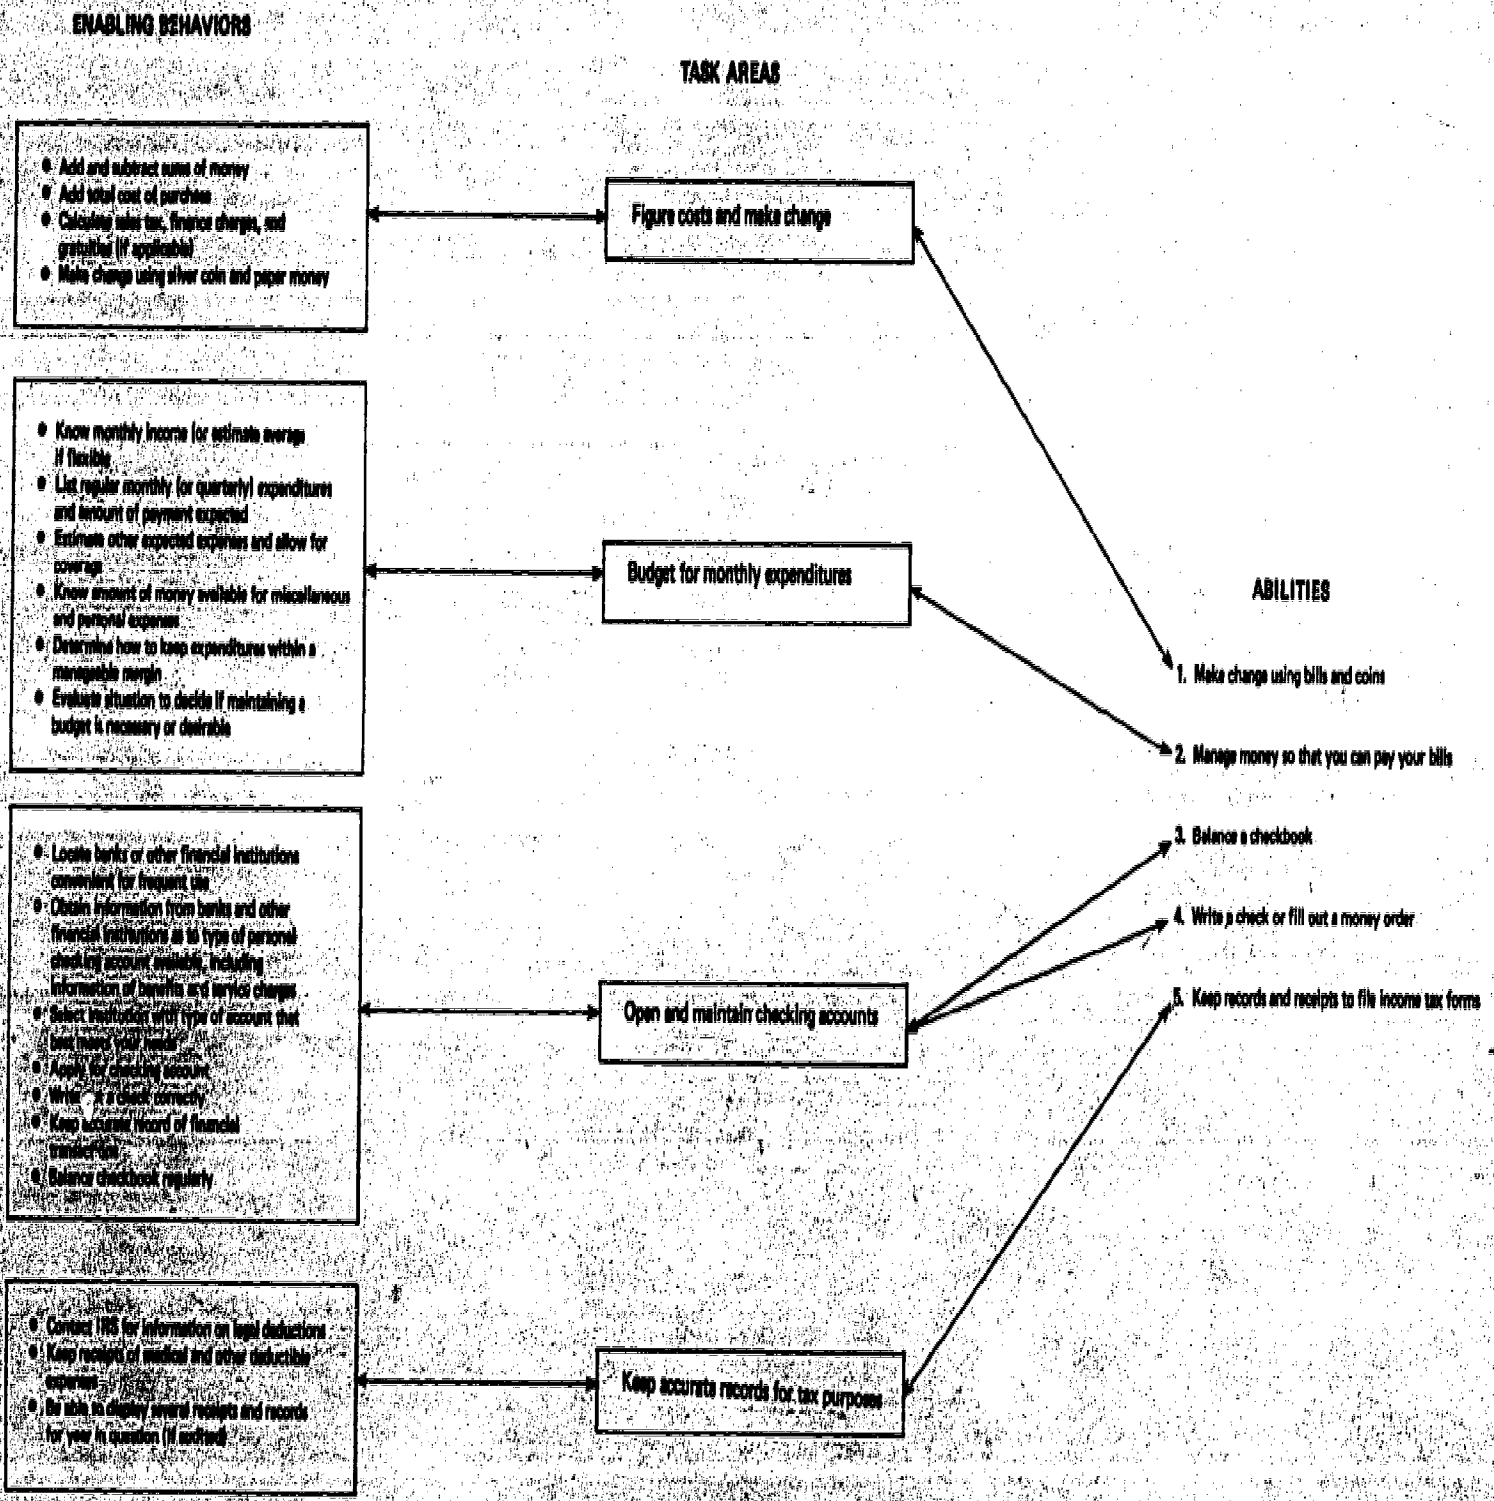 ENABLING BEHAVIORS
TASK AREAS
● Add and subtract sums of money
● Add total cost of purchase
● Calculate sales tax, finance charges, and
gratuities (if applicable)
● Make change using silver coin and paper money
Figure costs and make change
● Know monthly income (or estimate average
if flexible
● List regular monthly (or quarterly) expenditures
and amount of payment expected
● Estimate other expected expenses and allow for
coverage
● Know amount of money available for miscellaneous
and personal expenses
● Determine how to keep expenditures within a
manageable margin
● Evaluate situation to decide if maintaining a
budget is necessary or desirable
Budget for monthly expenditures
ABILITIES
1. Make change using bills and coins
2. Manage money so that you can pay your bills
3. Balance a checkbook
4. Write a check or fill out a money order
5. Keep records and receipts to file income tax forms
● Locate banks or other financial institutions
convenient for frequent use
● Obtain information from banks and other
financial institutions as to type of personal
checking account available, including
information of benefits and service charges
● Select institution with type of account that
best meets your needs
● Apply for checking account
● Write a check correctly
● Keep accurate record of financial
transaction
● Balance checkbook regularly
Open and maintain checking accounts
● Contact IRS for information on legal deductions
● Keep receipts of medical and other deductible
expenses
● Be able to display several receipts and records
for year in question (if audited)
Keep accurate records for tax purposes